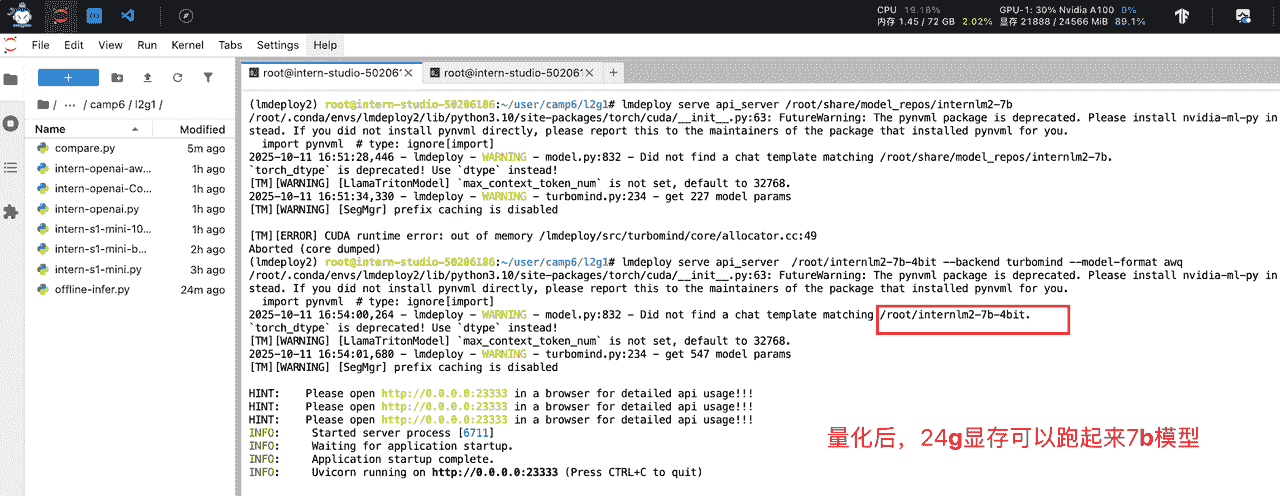 CPU 19.18%
内存 1.45 / 72 GB 2.02%
GPU-1: 30% Nvidia A100 0%
显存 21888 / 24566 MiB 89.1%
File Edit View Run Kernel Tabs Settings Help
/ ··· / camp6 / l2g1 /
Name Modified
compare.py 5m ago
intern-openai-aw... 1h ago
intern-openai-Co... 1h ago
intern-openai.py 1h ago
intern-s1-mini-10... 1h ago
intern-s1-mini-b... 2h ago
intern-s1-mini.py 3h ago
offline-infer.py 24m ago
root@intern-studio-50206 root@intern-studio-50206
(lmdeploy2) root@intern-studio-50206186:~/user/camp6/l2g1# lmdeploy serve api_server /root/share/model_repos/internlm2-7b
/root/.conda/envs/lmdeploy2/lib/python3.10/site-packages/torch/cuda/__init__.py:63: FutureWarning: The pynvml package is deprecated. Please install nvidia-ml-py in
stead. If you did not install pynvml directly, please report this to the maintainers of the package that installed pynvml for you.
import pynvml # type: ignore[import]
2025-10-11 16:51:28,446 - lmdeploy - WARNING - model.py:832 - Did not find a chat template matching /root/share/model_repos/internlm2-7b.
`torch_dtype` is deprecated! Use `dtype` instead!
[TM][WARNING] [LlamaTritonModel] `max_context_token_num` is not set, default to 32768.
2025-10-11 16:51:34,330 - lmdeploy - WARNING - turbomind.py:234 - get 227 model params
[TM][WARNING] [SegMgr] prefix caching is disabled
[TM][ERROR] CUDA runtime error: out of memory /lmdeploy/src/turbomind/core/allocator.cc:49
Aborted (core dumped)
(lmdeploy2) root@intern-studio-50206186:~/user/camp6/l2g1# lmdeploy serve api_server /root/internlm2-7b-4bit --backend turbomind --model-format awq
/root/.conda/envs/lmdeploy2/lib/python3.10/site-packages/torch/cuda/__init__.py:63: FutureWarning: The pynvml package is deprecated. Please install nvidia-ml-py in
stead. If you did not install pynvml directly, please report this to the maintainers of the package that installed pynvml for you.
import pynvml # type: ignore[import]
2025-10-11 16:54:00,264 - lmdeploy - WARNING - model.py:832 - Did not find a chat template matching /root/internlm2-7b-4bit.
`torch_dtype` is deprecated! Use `dtype` instead!
[TM][WARNING] [LlamaTritonModel] `max_context_token_num` is not set, default to 32768.
2025-10-11 16:54:01,680 - lmdeploy - WARNING - turbomind.py:234 - get 547 model params
[TM][WARNING] [SegMgr] prefix caching is disabled
HINT: Please open http://0.0.0.0:23333 in a browser for detailed api usage!!!
HINT: Please open http://0.0.0.0:23333 in a browser for detailed api usage!!!
HINT: Please open http://0.0.0.0:23333 in a browser for detailed api usage!!!
INFO: Started server process [6711]
INFO: Waiting for application startup.
INFO: Application startup complete.
INFO: Uvicorn running on http://0.0.0.0:23333 (Press CTRL+C to quit)
量化后，24g显存可以跑起来7b模型